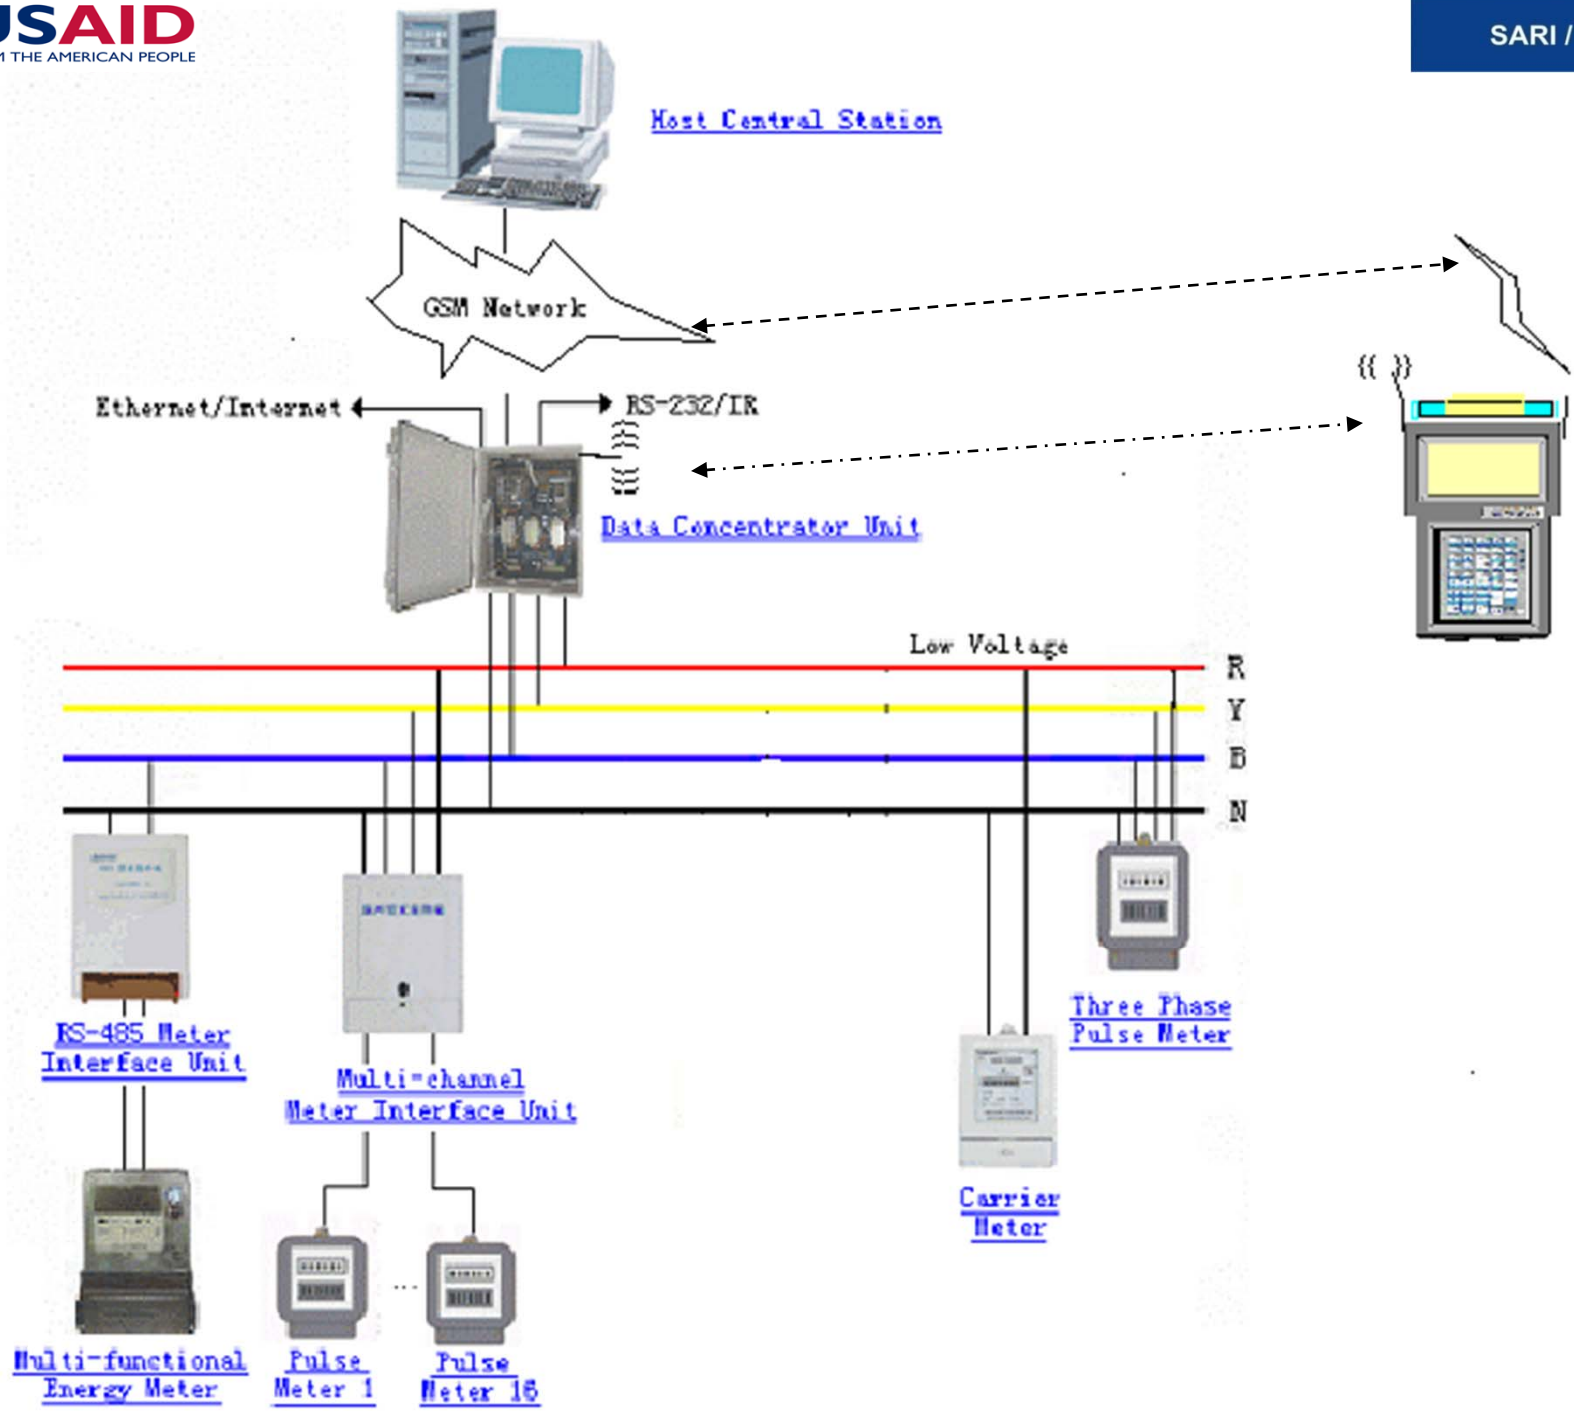 USAID
SARI /
M THE AMERICAN PEOPLE
Host Central Station
GSM Network
{{ }}
Ethernet/Internet
RS-232/IR
Data Concentrator Unit
Low Voltage
R
Y
B
N
Three Phase
Pulse Meter
RS-485 Meter
Interface Unit
Multi-channel
Meter Interface Unit
Carrier
Meter
...
Multi-functional
Energy Meter
Pulse
Meter 1
Pulse
Meter 16